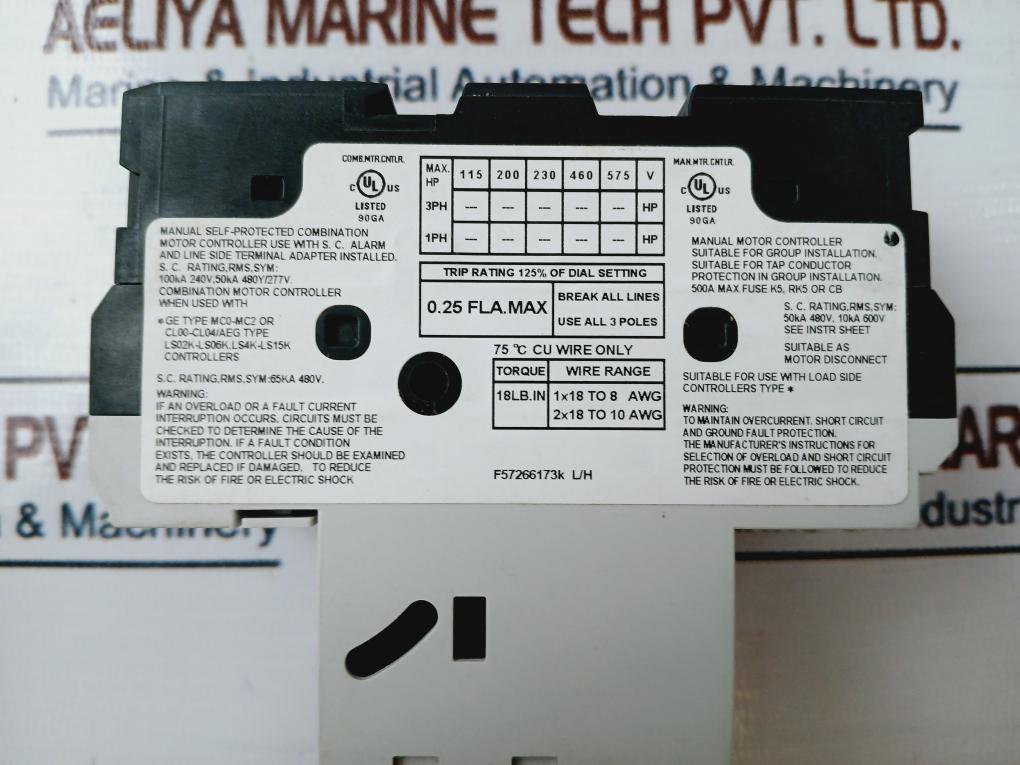 AELIYA MARINE TECH PVT. LTD.
Marine & Industrial Automation & Machinery
COMB.MTR.CNTLR.
C UL US
LISTED
90GA
MAX. HP 115 200 230 460 575 V
3PH --- --- --- --- --- HP
1PH --- --- --- --- --- HP
MAN.MTR.CNTLR.
C UL US
LISTED
90GA
MANUAL SELF-PROTECTED COMBINATION
MOTOR CONTROLLER USE WITH S. C. ALARM
AND LINE SIDE TERMINAL ADAPTER INSTALLED.
S. C. RATING,RMS,SYM:
100kA 240V,50kA 480Y/277V.
COMBINATION MOTOR CONTROLLER
WHEN USED WITH
*GE TYPE MC0-MC2 OR
CL00-CL04/AEG TYPE
LS02K-LS06K,LS4K-LS15K
CONTROLLERS
S.C. RATING,RMS,SYM:65KA 480V.
WARNING:
IF AN OVERLOAD OR A FAULT CURRENT
INTERRUPTION OCCURS. CIRCUITS MUST BE
CHECKED TO DETERMINE THE CAUSE OF THE
INTERRUPTION. IF A FAULT CONDITION
EXISTS, THE CONTROLLER SHOULD BE EXAMINED
AND REPLACED IF DAMAGED, TO REDUCE
THE RISK OF FIRE OR ELECTRIC SHOCK
TRIP RATING 125% OF DIAL SETTING
0.25 FLA.MAX
BREAK ALL LINES
USE ALL 3 POLES
75 °C CU WIRE ONLY
TORQUE WIRE RANGE
18LB.IN 1x18 TO 8 AWG
2x18 TO 10 AWG
F57266173k L/H
MANUAL MOTOR CONTROLLER
SUITABLE FOR GROUP INSTALLATION.
SUITABLE FOR TAP CONDUCTOR
PROTECTION IN GROUP INSTALLATION.
500A MAX FUSE K5, RK5 OR CB
S. C. RATING,RMS,SYM:
50kA 480V, 10kA 600V
SEE INSTR SHEET
SUITABLE AS
MOTOR DISCONNECT
SUITABLE FOR USE WITH LOAD SIDE
CONTROLLERS TYPE *
WARNING:
TO MAINTAIN OVERCURRENT. SHORT CIRCUIT
AND GROUND FAULT PROTECTION.
THE MANUFACTURER'S INSTRUCTIONS FOR
SELECTION OF OVERLOAD AND SHORT CIRCUIT
PROTECTION MUST BE FOLLOWED TO REDUCE
THE RISK OF FIRE OR ELECTRIC SHOCK.
PV
AR
& Machinery
dustr